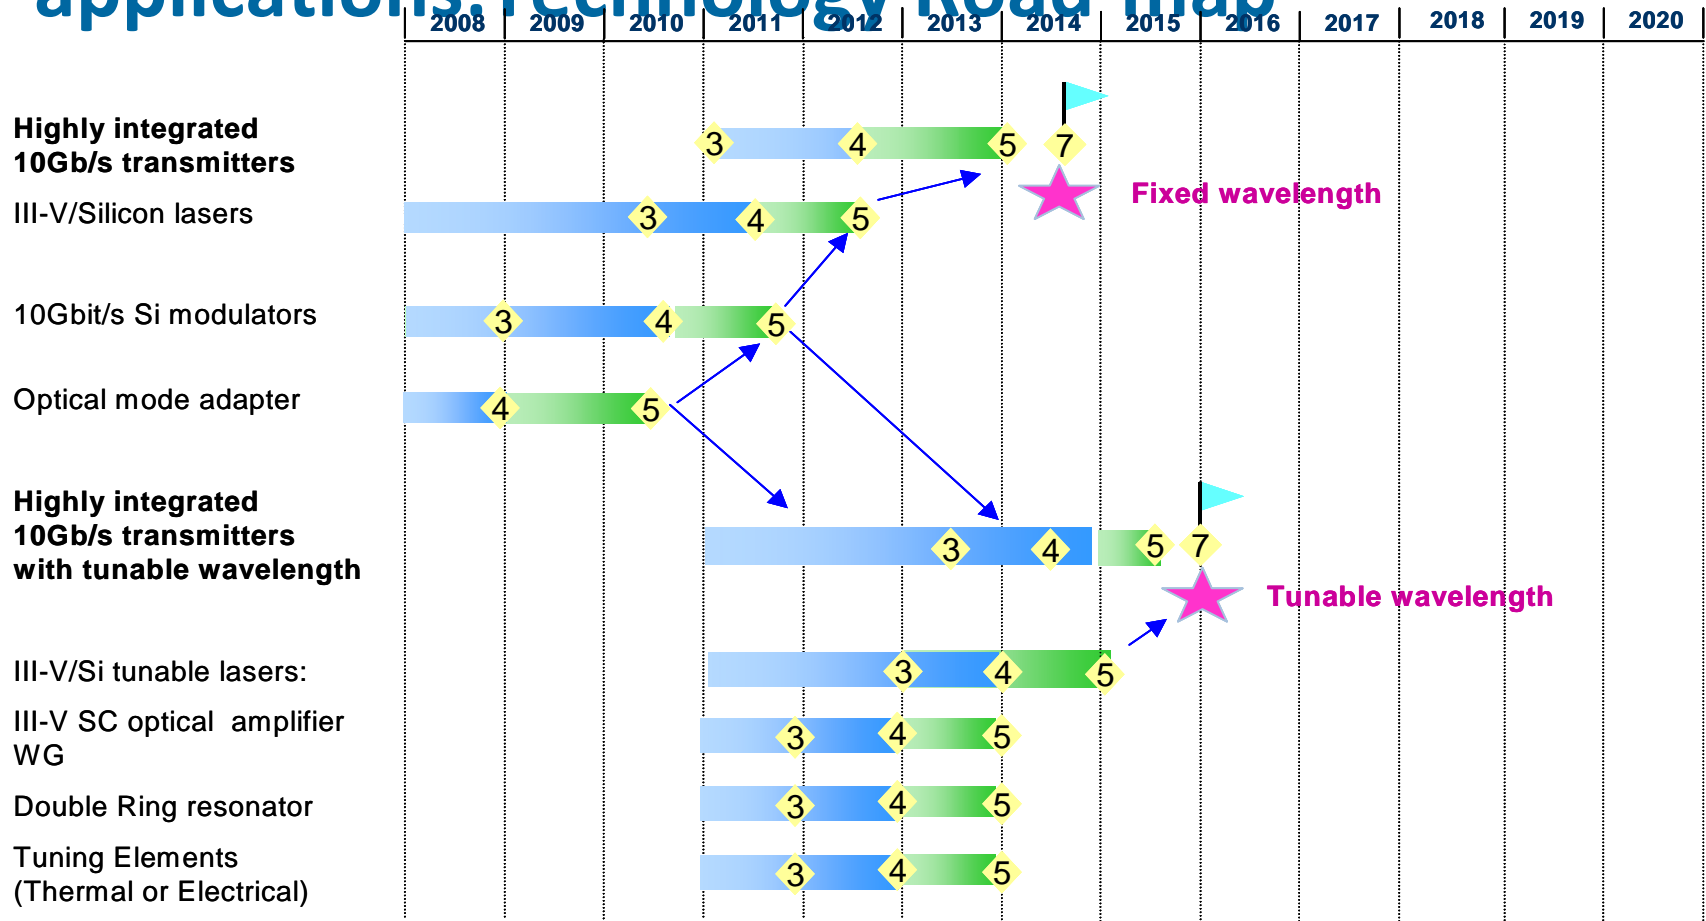 applications:Technology Road map
2008 2009 2010 2011 2012 2013 2014 2015 2016 2017 2018 2019 2020
Highly integrated
10Gb/s transmitters
3 4 5 7
Fixed wavelength
III-V/Silicon lasers
3 4 5
10Gbit/s Si modulators
3 4 5
Optical mode adapter
4 5
Highly integrated
10Gb/s transmitters
with tunable wavelength
3 4 5 7
Tunable wavelength
III-V/Si tunable lasers:
3 4 5
III-V SC optical amplifier
WG
3 4 5
Double Ring resonator
3 4 5
Tuning Elements
(Thermal or Electrical)
3 4 5